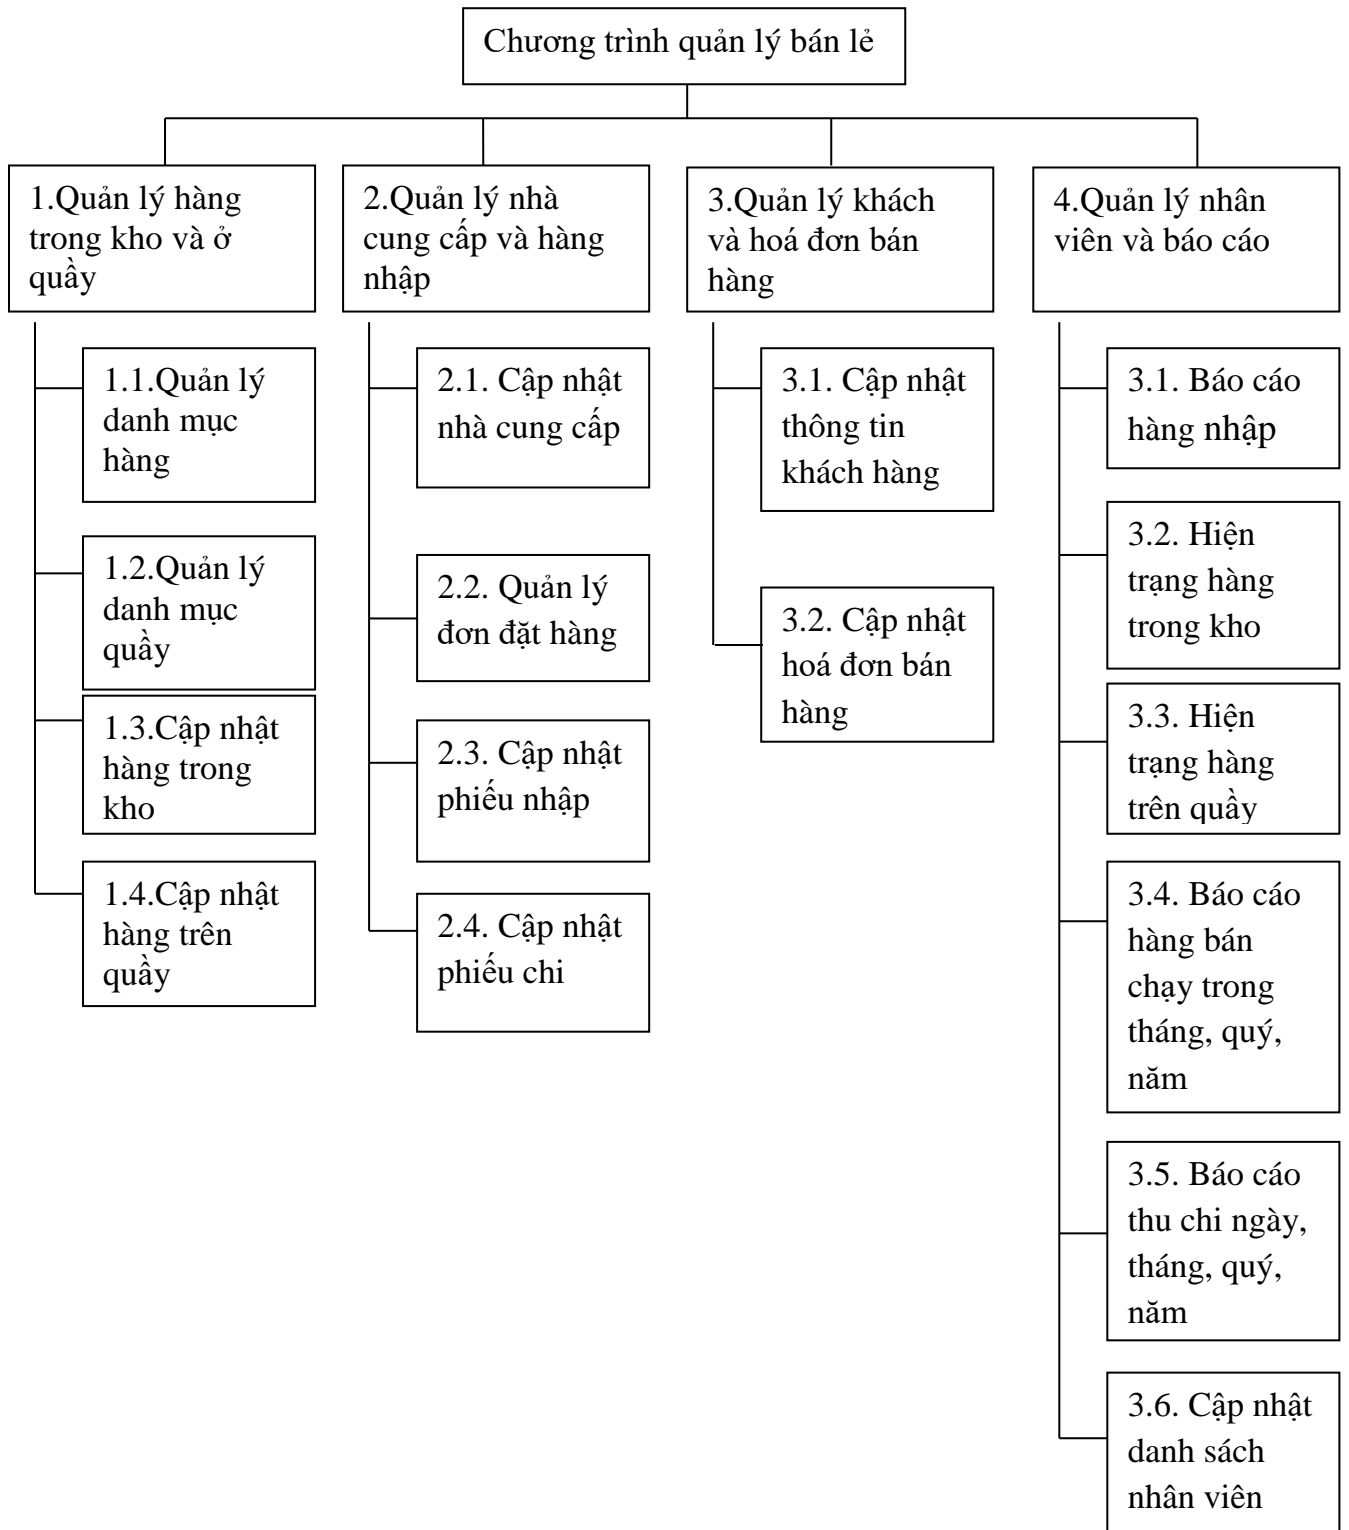 Chương trình quản lý bán lẻ
1.Quản lý hàng
trong kho và ở
quầy
2.Quản lý nhà
cung cấp và hàng
nhập
3.Quản lý khách
và hoá đơn bán
hàng
4.Quản lý nhân
viên và báo cáo
1.1.Quản lý
danh mục
hàng
1.2.Quản lý
danh mục
quầy
1.3.Cập nhật
hàng trong
kho
1.4.Cập nhật
hàng trên
quầy
2.1. Cập nhật
nhà cung cấp
2.2. Quản lý
đơn đặt hàng
2.3. Cập nhật
phiếu nhập
2.4. Cập nhật
phiếu chi
3.1. Cập nhật
thông tin
khách hàng
3.2. Cập nhật
hoá đơn bán
hàng
3.1. Báo cáo
hàng nhập
3.2. Hiện
trạng hàng
trong kho
3.3. Hiện
trạng hàng
trên quầy
3.4. Báo cáo
hàng bán
chạy trong
tháng, quý,
năm
3.5. Báo cáo
thu chi ngày,
tháng, quý,
năm
3.6. Cập nhật
danh sách
nhân viên